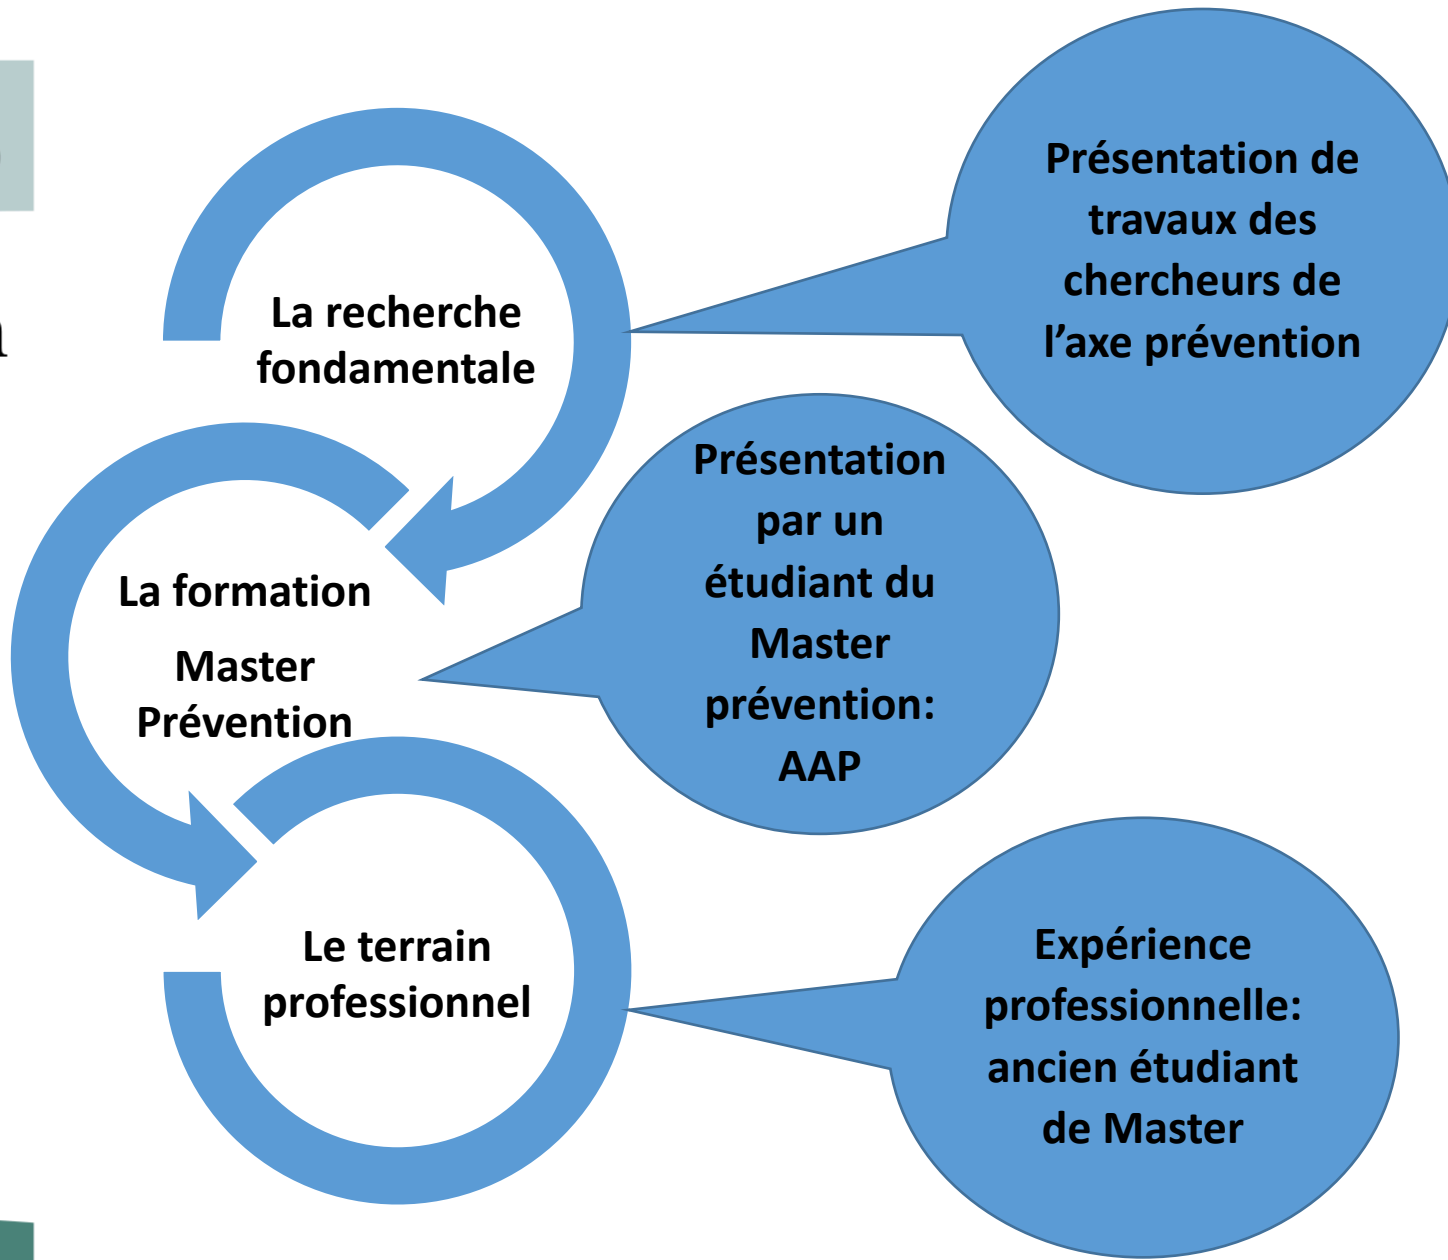 La recherche
fondamentale
Présentation de
travaux des
chercheurs de
l’axe prévention
La formation
Master
Prévention
Présentation
par un
étudiant du
Master
prévention:
AAP
Le terrain
professionnel
Expérience
professionnelle:
ancien étudiant
de Master